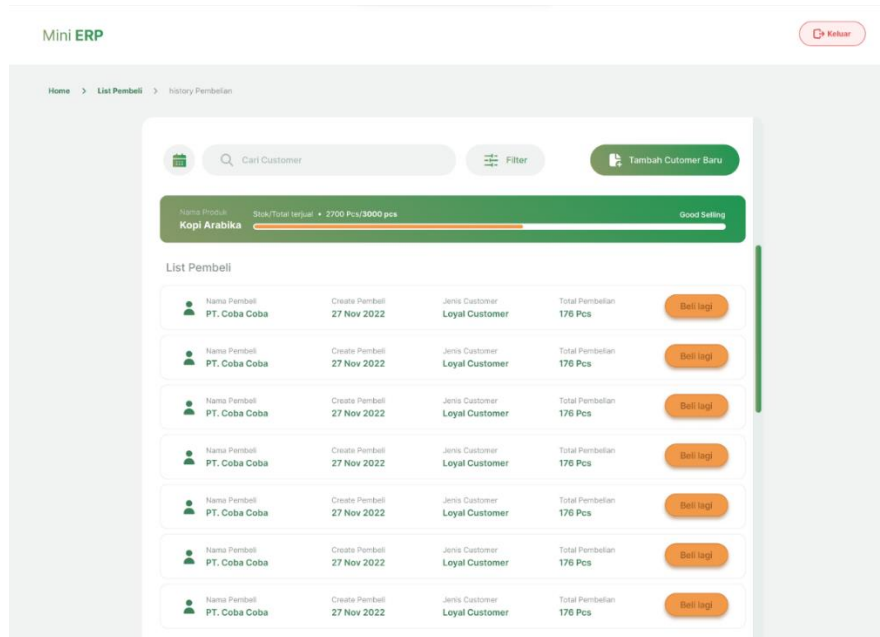 Mini ERP
Keluar
Home > List Pembeli > history Pembelian
Cari Customer
Filter
Tambah Cutomer Baru
Nama Produk
Kopi Arabika
Stok/Total terjual • 2700 Pcs/3000 pcs
Good Selling
List Pembeli
Nama Pembeli Create Pembeli Jenis Customer Total Pembelian
PT. Coba Coba 27 Nov 2022 Loyal Customer 176 Pcs
Beli lagi
Nama Pembeli Create Pembeli Jenis Customer Total Pembelian
PT. Coba Coba 27 Nov 2022 Loyal Customer 176 Pcs
Beli lagi
Nama Pembeli Create Pembeli Jenis Customer Total Pembelian
PT. Coba Coba 27 Nov 2022 Loyal Customer 176 Pcs
Beli lagi
Nama Pembeli Create Pembeli Jenis Customer Total Pembelian
PT. Coba Coba 27 Nov 2022 Loyal Customer 176 Pcs
Beli lagi
Nama Pembeli Create Pembeli Jenis Customer Total Pembelian
PT. Coba Coba 27 Nov 2022 Loyal Customer 176 Pcs
Beli lagi
Nama Pembeli Create Pembeli Jenis Customer Total Pembelian
PT. Coba Coba 27 Nov 2022 Loyal Customer 176 Pcs
Beli lagi
Nama Pembeli Create Pembeli Jenis Customer Total Pembelian
PT. Coba Coba 27 Nov 2022 Loyal Customer 176 Pcs
Beli lagi